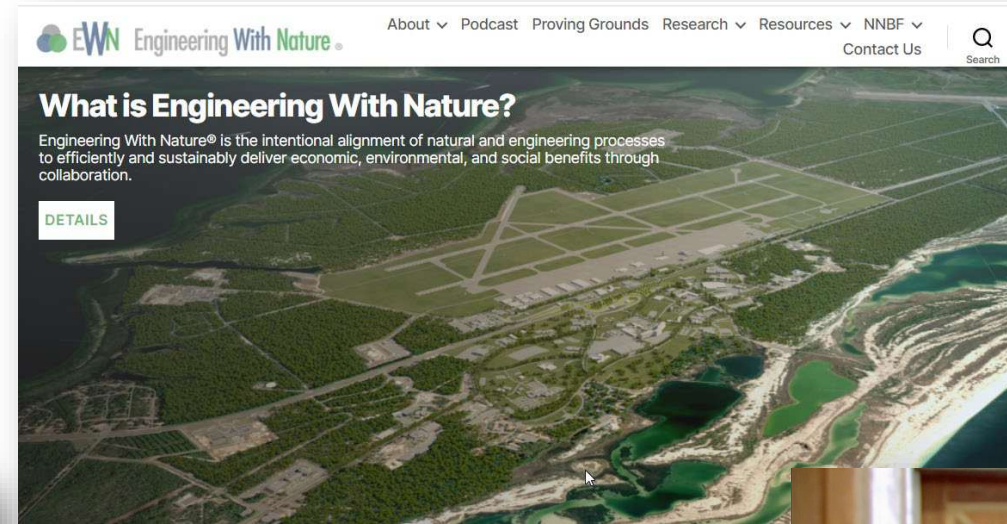 EWN Engineering With Nature ®
About Podcast Proving Grounds Research Resources NNBF
Contact Us
Search
What is Engineering With Nature?
Engineering With Nature® is the intentional alignment of natural and engineering processes
to efficiently and sustainably deliver economic, environmental, and social benefits through
collaboration.
DETAILS